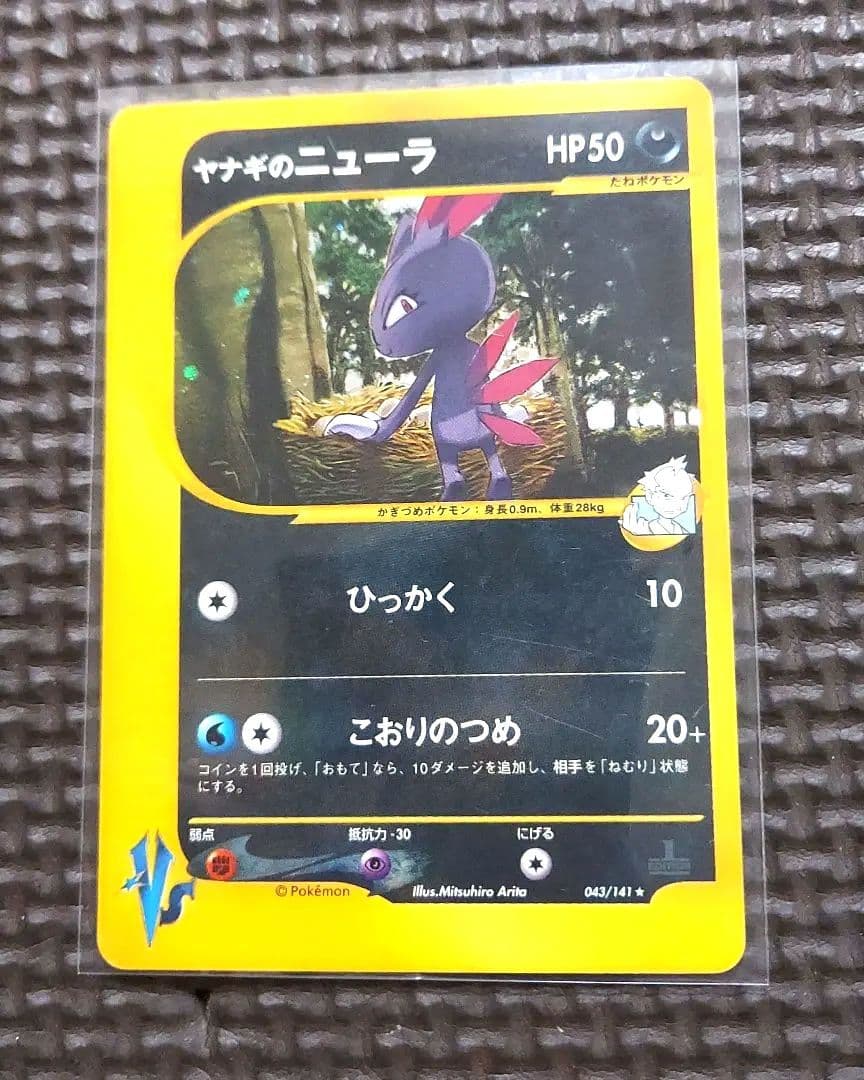 ヤナギのニューラ HP50
たねポケモン
かぎづめポケモン：身長0.9m、体重28kg
ひっかく 10
こおりのつめ 20+
コインを1回投げ、「おもて」なら、10ダメージを追加し、相手を「ねむり」状態
にする。
弱点 抵抗力-30 にげる
1
EDITION
VS
©Pokémon Illus.Mitsuhiro Arita 043/141★